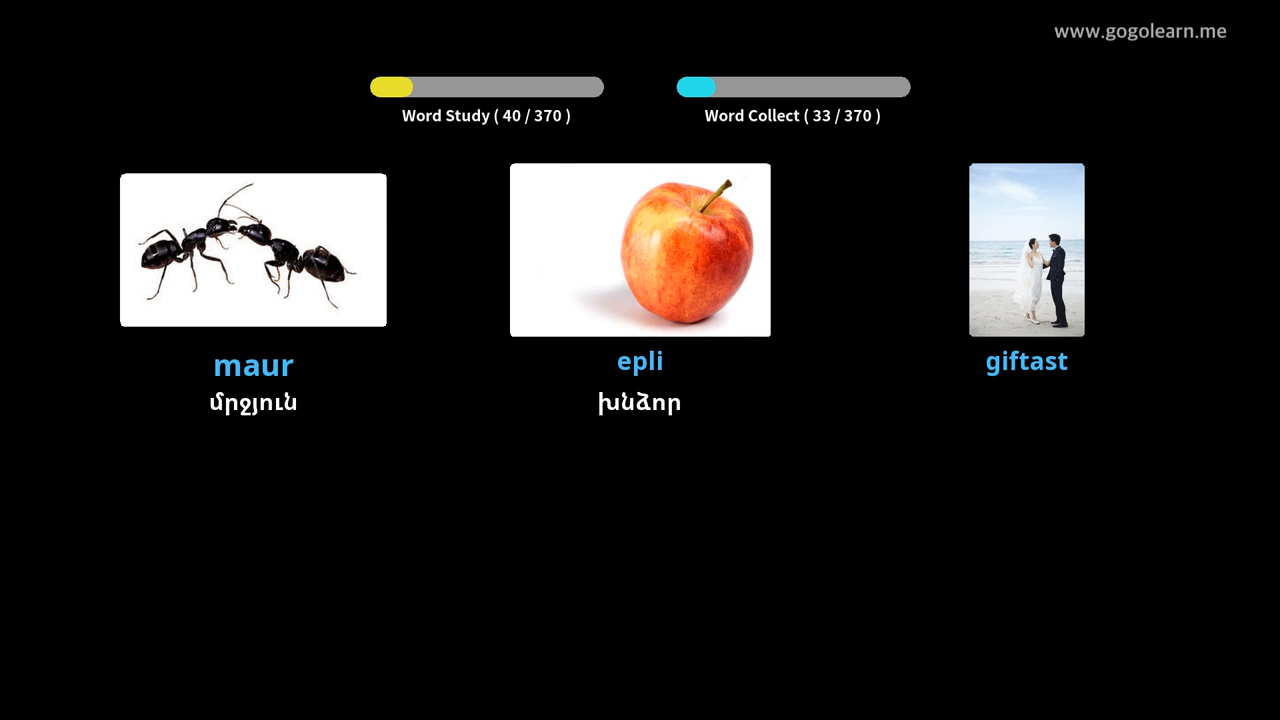 www.gogolearn.me
Word Study ( 40 / 370 )
Word Collect ( 33 / 370 )
maur
epli
giftast
մրջյուն
խնձոր